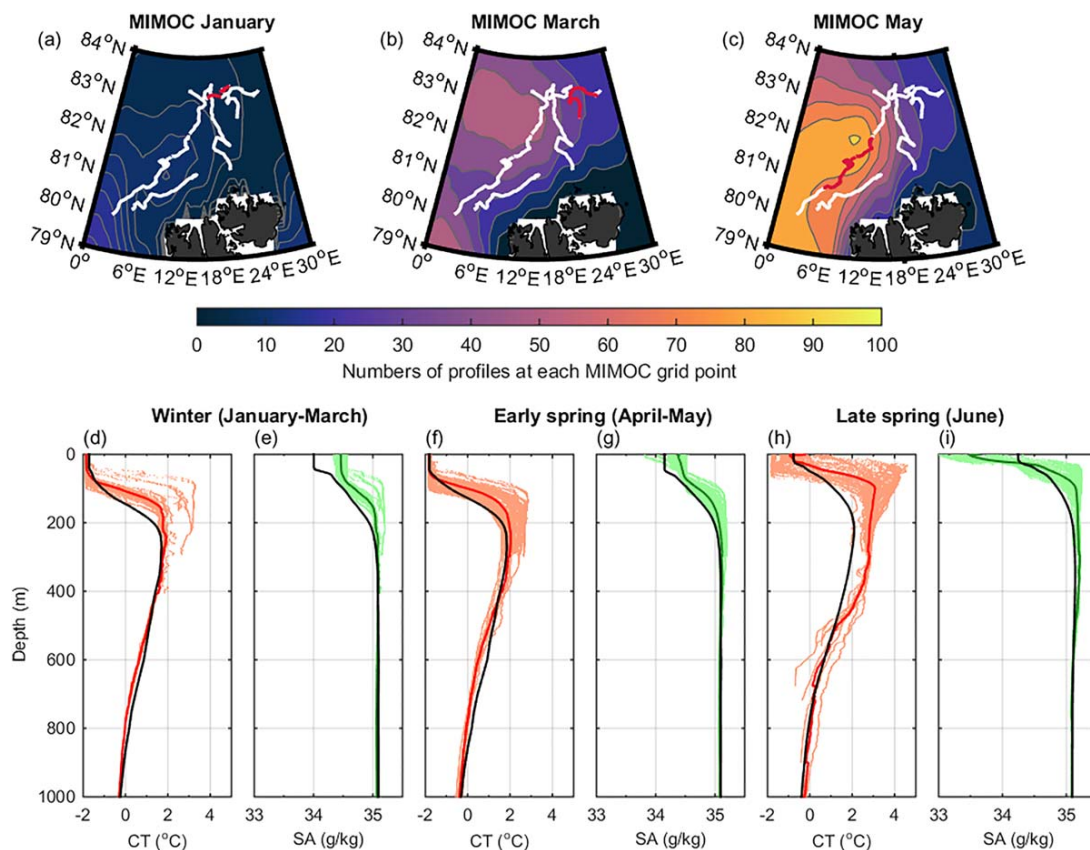 MIMOC January
MIMOC March
MIMOC May
(a)
84°N
83°N
82°N
81°N
80°N
79°N
0°
6°E
12°E
18°E
24°E
30°E
(b)
84°N
83°N
82°N
81°N
80°N
79°N
0°
6°E
12°E
18°E
24°E
30°E
(c)
84°N
83°N
82°N
81°N
80°N
79°N
0°
6°E
12°E
18°E
24°E
30°E
0 10 20 30 40 50 60 70 80 90 100
Numbers of profiles at each MIMOC grid point
Winter (January-March)
Early spring (April-May)
Late spring (June)
(d) (e) (f) (g) (h) (i)
0
200
400
600
800
1000
Depth (m)
-2 0 2 4
33 34 35
-2 0 2 4
33 34 35
-2 0 2 4
33 34 35
CT (°C)
SA (g/kg)
CT (°C)
SA (g/kg)
CT (°C)
SA (g/kg)